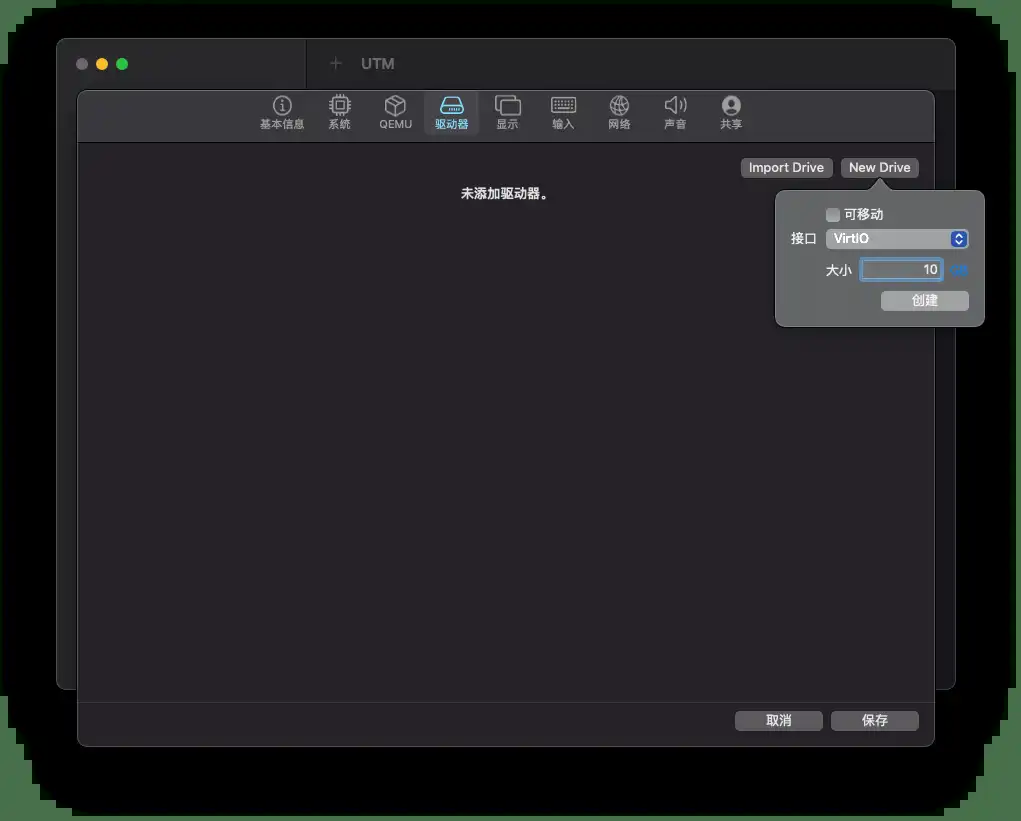 UTM
基本信息 系统 QEMU 驱动器 显示 输入 网络 声音 共享
Import Drive New Drive
未添加驱动器。
可移动
接口 VirtIO
大小 10
创建
取消 保存